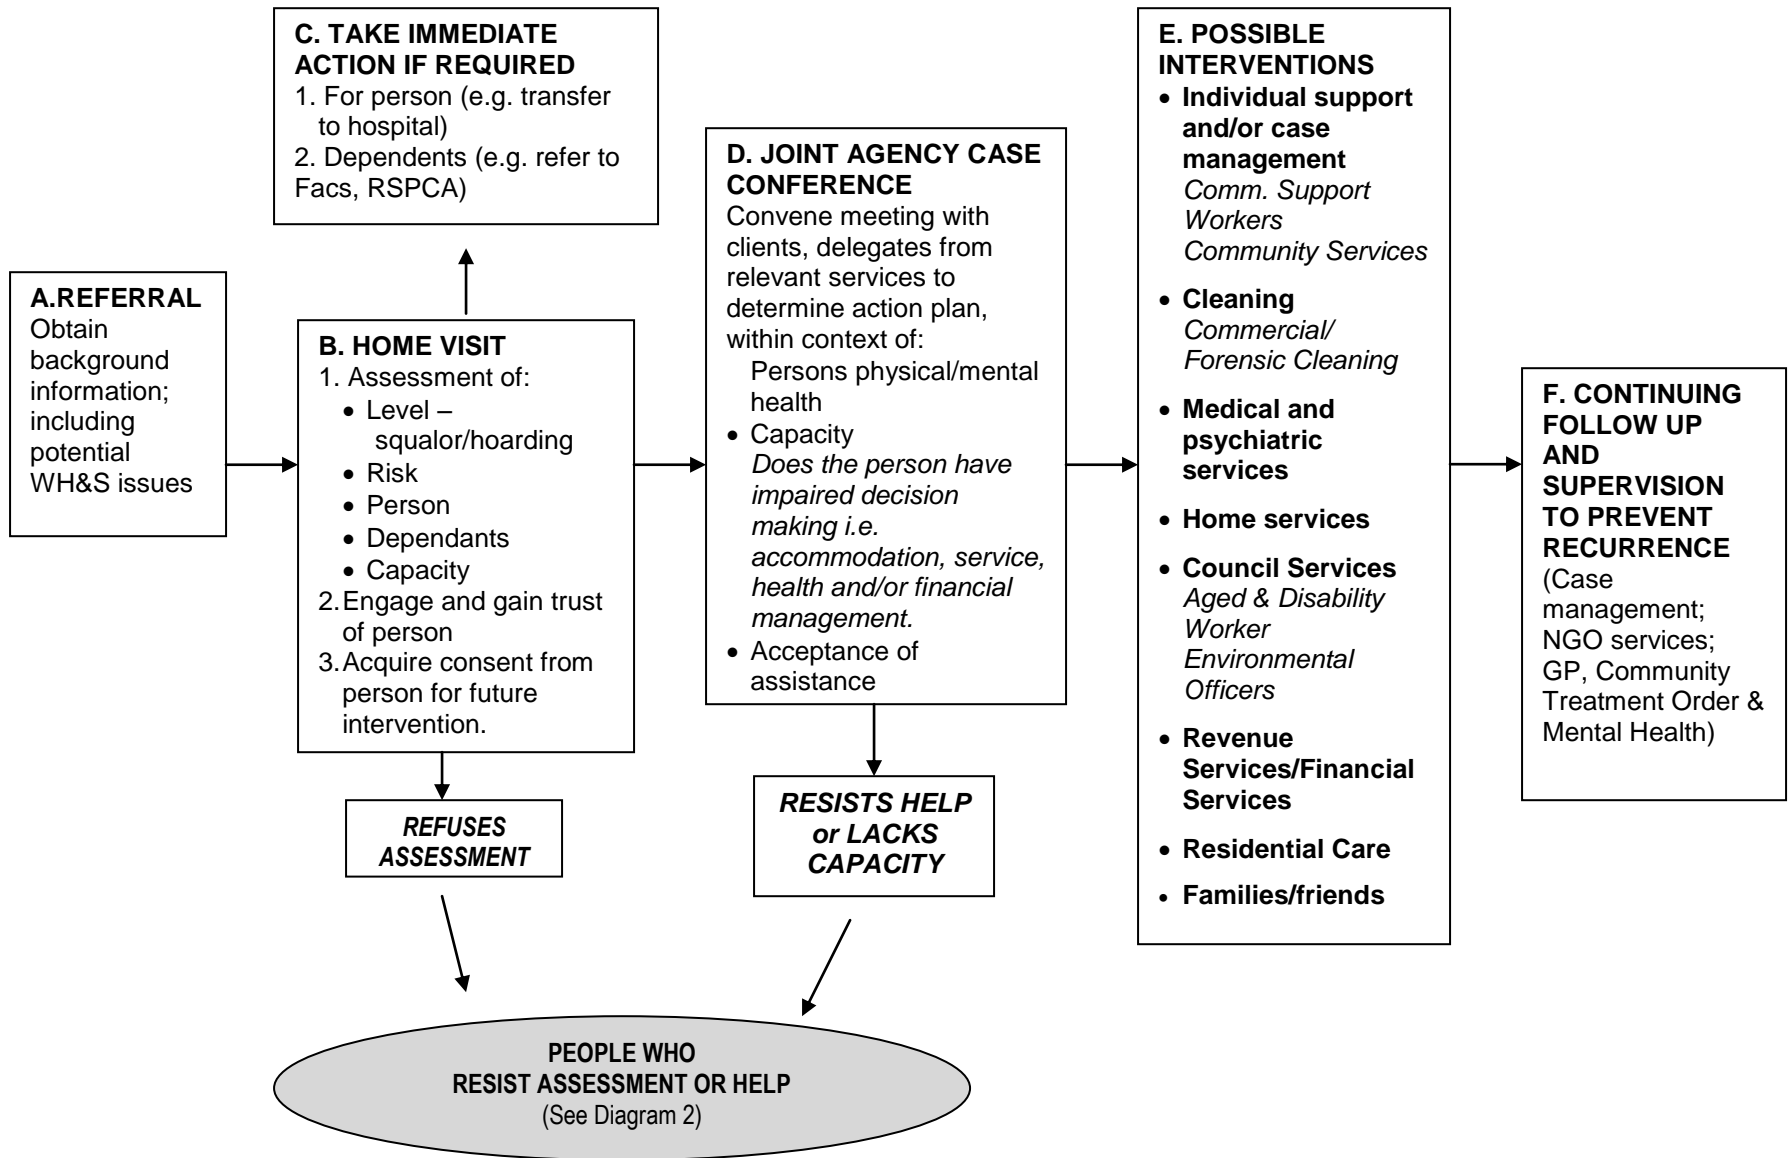 A.REFERRAL
Obtain
background
information;
including
potential
WH&S issues
B. HOME VISIT
1. Assessment of:
• Level –
squalor/hoarding
• Risk
• Person
• Dependants
• Capacity
2.Engage and gain trust
of person
3.Acquire consent from
person for future
intervention.
C. TAKE IMMEDIATE
ACTION IF REQUIRED
1. For person (e.g. transfer
to hospital)
2. Dependents (e.g. refer to
Facs, RSPCA)
REFUSES
ASSESSMENT
D. JOINT AGENCY CASE
CONFERENCE
Convene meeting with
clients, delegates from
relevant services to
determine action plan,
within context of:
Persons physical/mental
health
• Capacity
Does the person have
impaired decision
making i.e.
accommodation, service,
health and/or financial
management.
• Acceptance of
assistance
RESISTS HELP
or LACKS
CAPACITY
PEOPLE WHO
RESIST ASSESSMENT OR HELP
(See Diagram 2)
E. POSSIBLE
INTERVENTIONS
• Individual support
and/or case
management
Comm. Support
Workers
Community Services
• Cleaning
Commercial/
Forensic Cleaning
• Medical and
psychiatric
services
• Home services
• Council Services
Aged & Disability
Worker
Environmental
Officers
• Revenue
Services/Financial
Services
• Residential Care
• Families/friends
F. CONTINUING
FOLLOW UP
AND
SUPERVISION
TO PREVENT
RECURRENCE
(Case
management;
NGO services;
GP, Community
Treatment Order &
Mental Health)